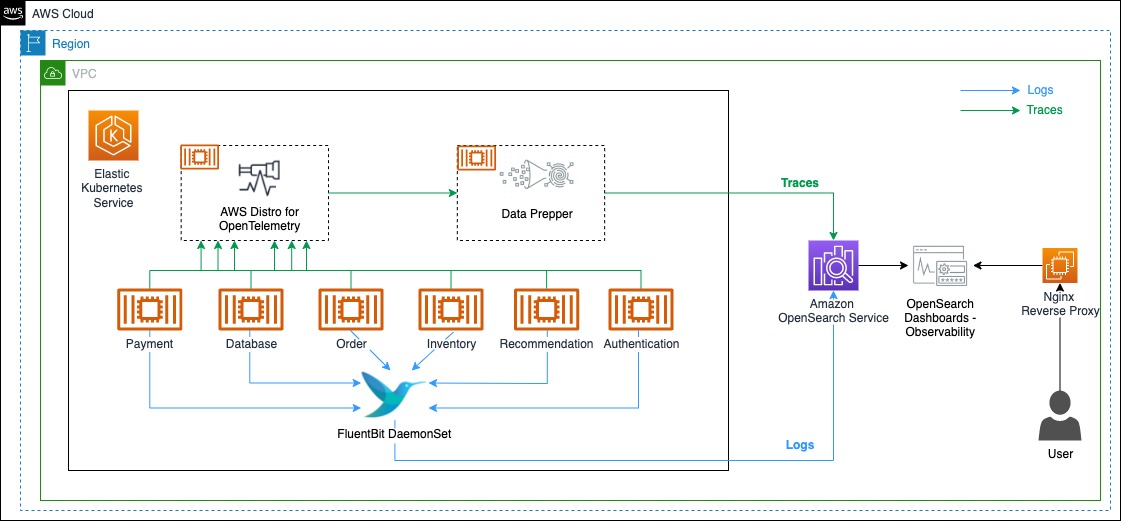 aws
AWS Cloud
Region
VPC
Logs
Traces
Elastic
Kubernetes
Service
K
AWS Distro for
OpenTelemetry
Data Prepper
Traces
Amazon
OpenSearch Service
OpenSearch
Dashboards -
Observability
Nginx
Reverse Proxy
Payment
Database
Order
Inventory
Recommendation
Authentication
FluentBit DaemonSet
Logs
User